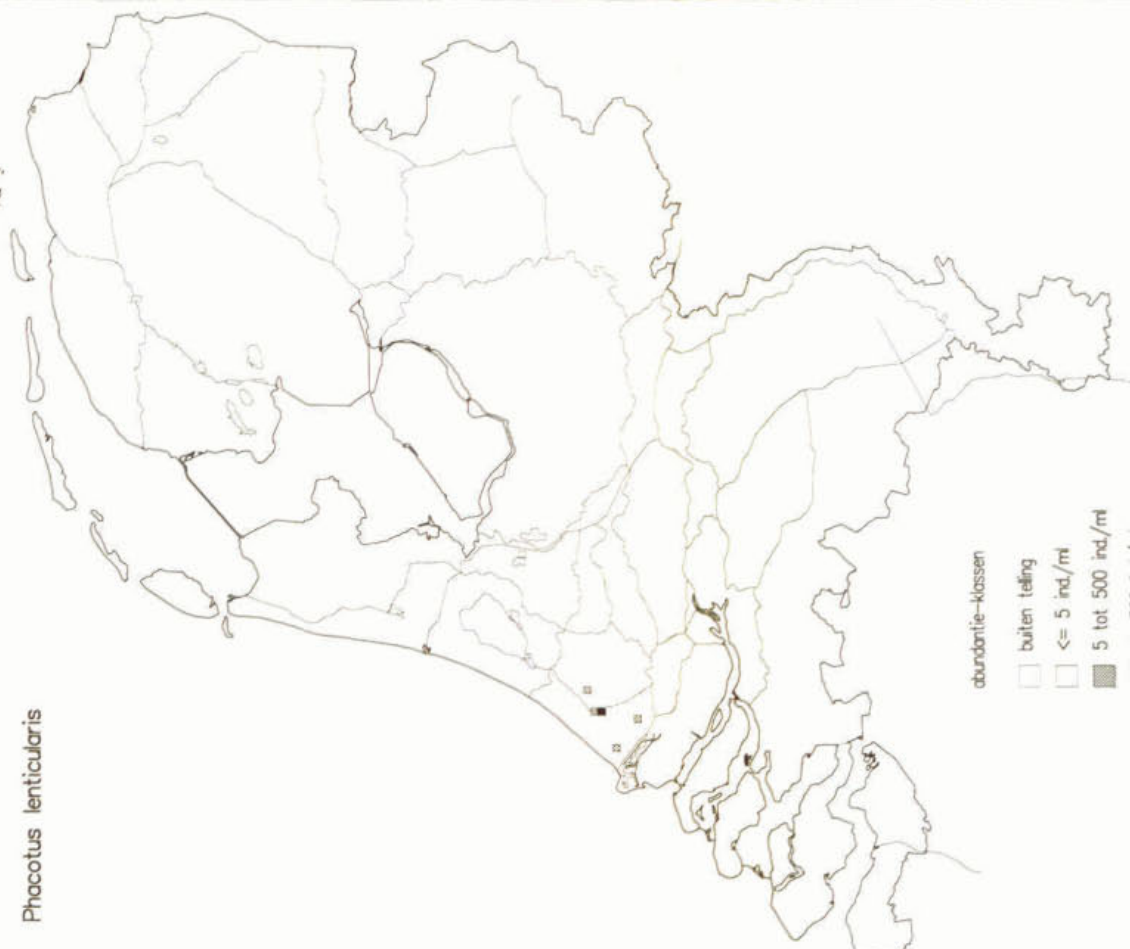 Phacotus lenticularis
abundantie-klassen
buiten telling
<= 5 ind./ml
5 tot 500 ind./ml